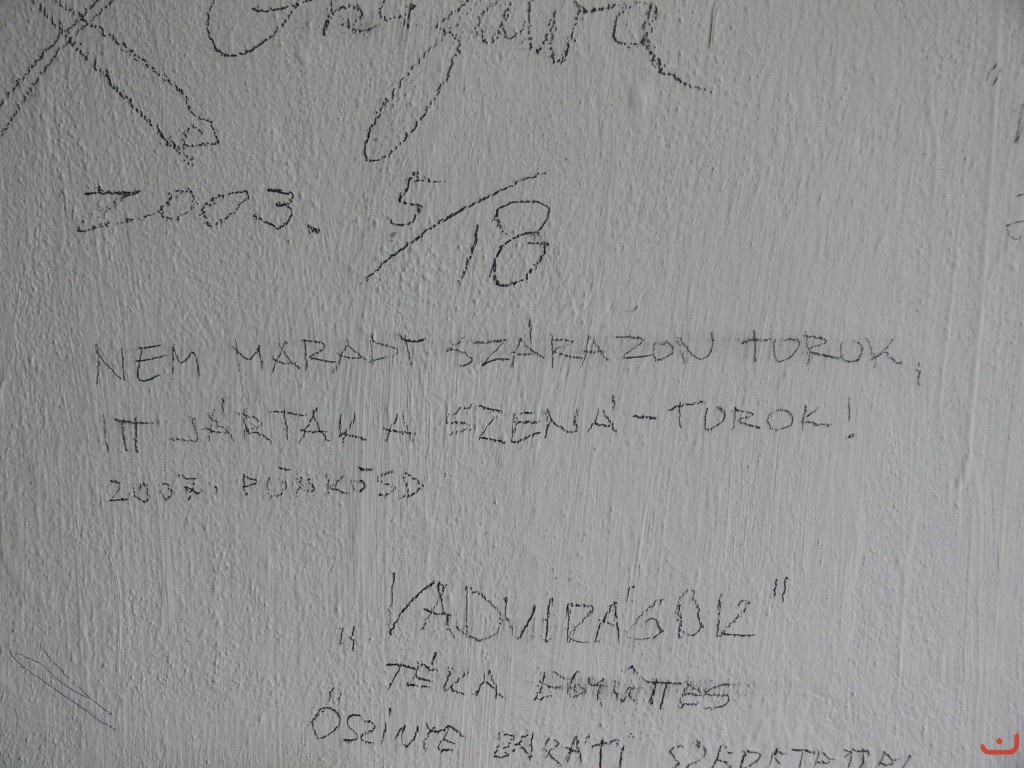 2003. 5/18
NEM MARADT SZÁRAZON TOROK,
ITT JÁRTAK A SZENÁ-TOROK!
2007. PÜNKÖSD
„VADVIRÁGOK"
TÉKA EGYÜTTES
ŐSZINTE BARÁTI SZERETETTEL